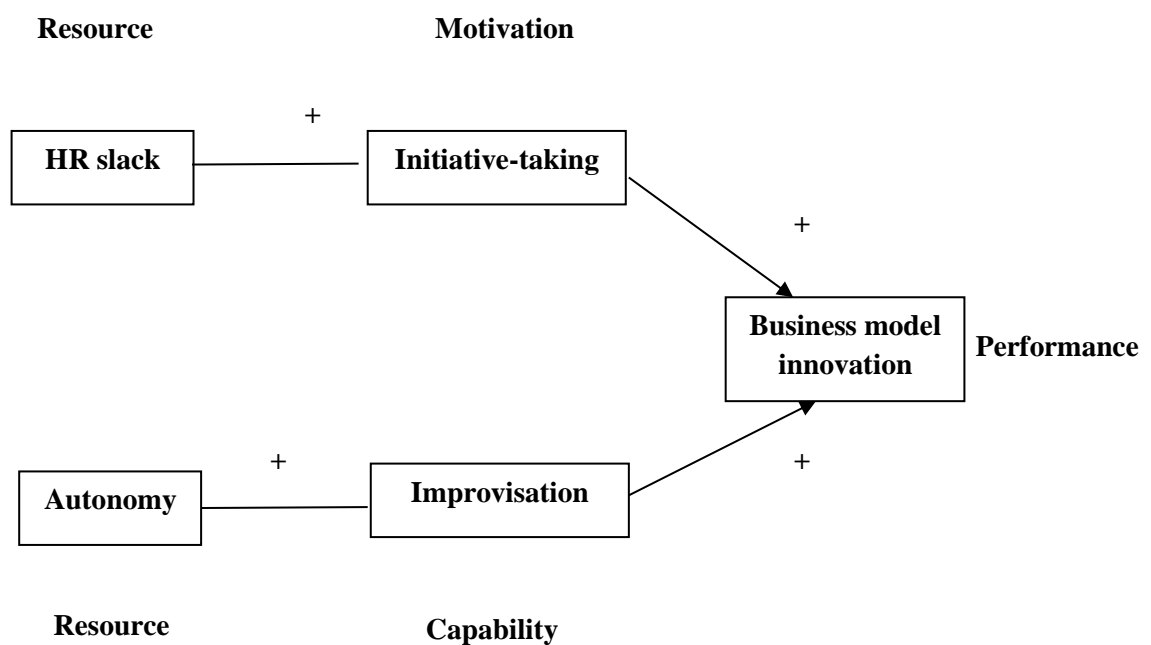 Resource
Motivation
+
HR slack
Initiative-taking
+
Business model
innovation
Performance
+
+
Autonomy
Improvisation
Resource
Capability